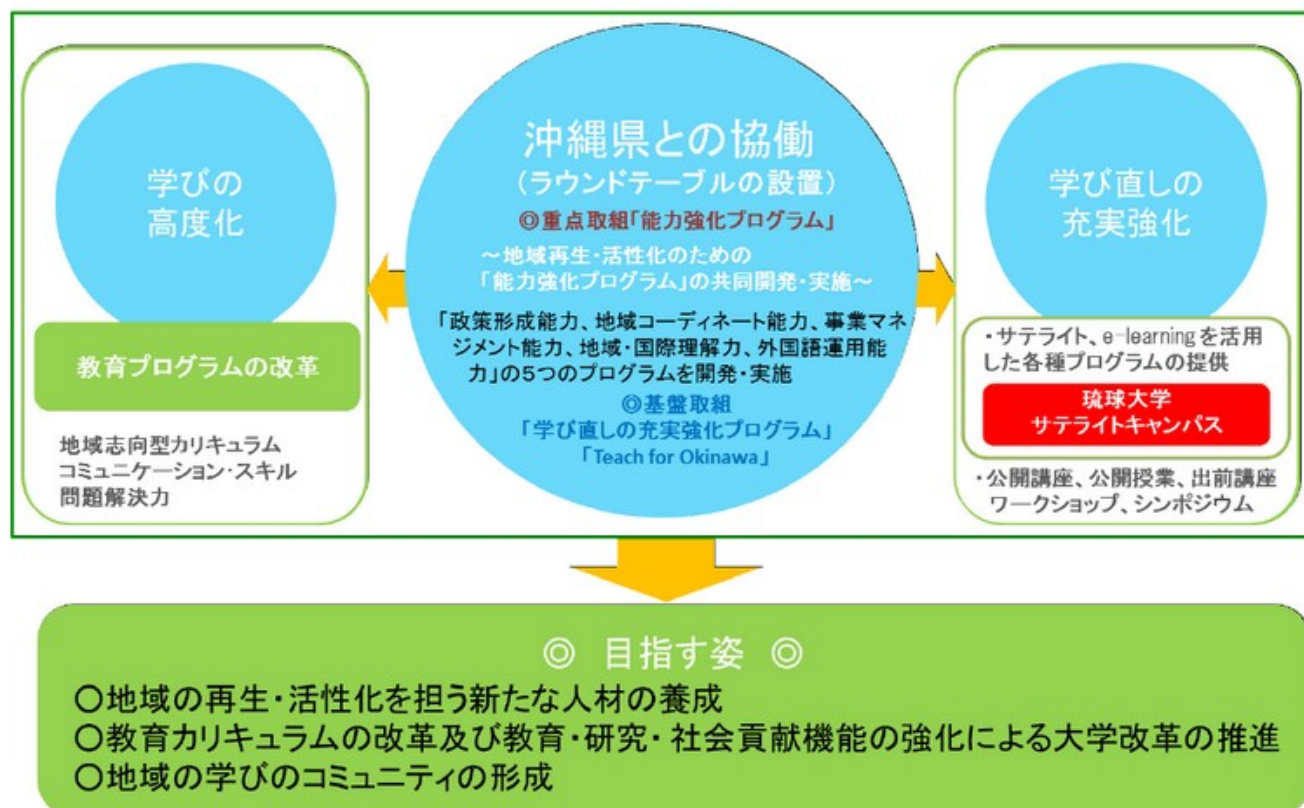 学びの
高度化
教育プログラムの改革
地域志向型カリキュラム
コミュニケーション・スキル
問題解決力
沖縄県との協働
(ラウンドテーブルの設置)
◎重点取組「能力強化プログラム」
～地域再生・活性化のための
「能力強化プログラム」の共同開発・実施～
「政策形成能力、地域コーディネート能力、事業マネ
ジメント能力、地域・国際理解力、外国語運用能
力」の5つのプログラムを開発・実施
◎基盤取組
「学び直しの充実強化プログラム」
「Teach for Okinawa」
学び直しの
充実強化
・サテライト、e-learningを活用
した各種プログラムの提供
琉球大学
サテライトキャンパス
・公開講座、公開授業、出前講座
ワークショップ、シンポジウム
◎ 目指す姿 ◎
○地域の再生・活性化を担う新たな人材の養成
○教育カリキュラムの改革及び教育・研究・社会貢献機能の強化による大学改革の推進
○地域の学びのコミュニティの形成